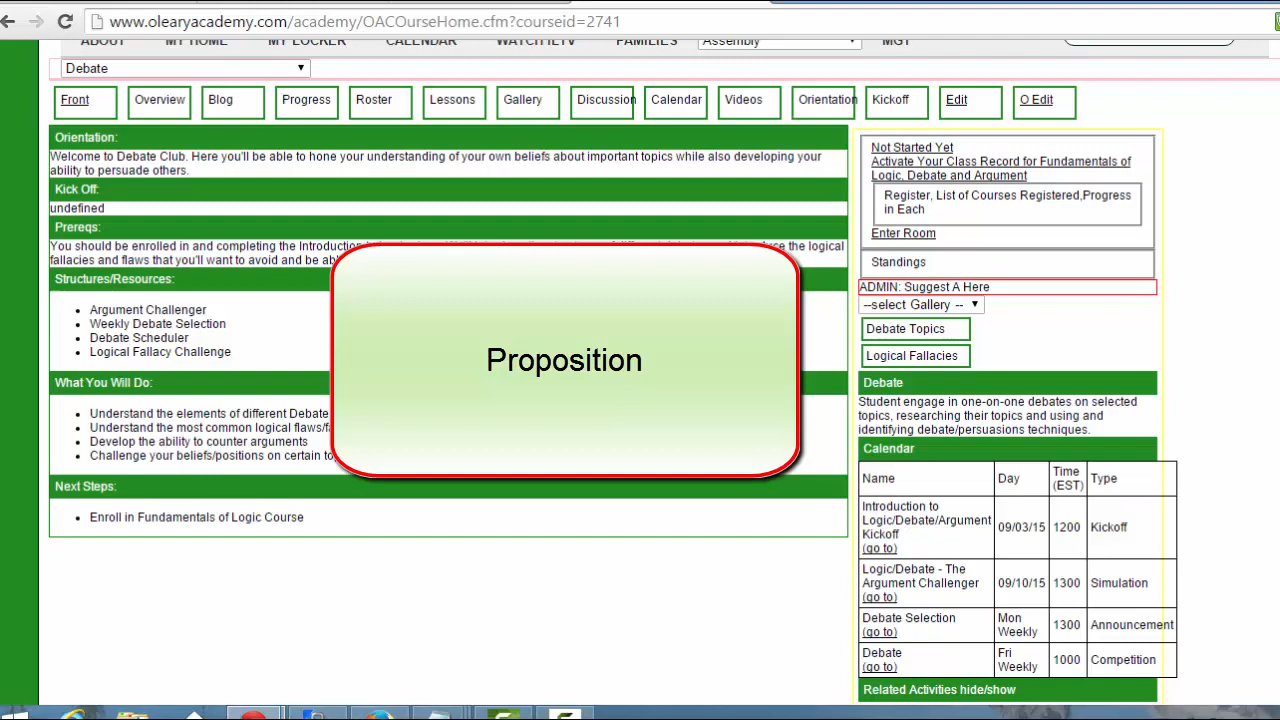 www.olearyacademy.com/academy/OACOurseHome.cfm?courseid=2741
ABOUT MY HOME MY LOCKER CALENDAR WATCH ILTV FAMILIES Assembly MGT
Debate
Front Overview Blog Progress Roster Lessons Gallery Discussion Calendar Videos Orientation Kickoff Edit O Edit
Orientation:
Welcome to Debate Club. Here you'll be able to hone your understanding of your own beliefs about important topics while also developing your
ability to persuade others.
Kick Off:
undefined
Prereqs:
You should be enrolled in and completing the Introduction the logical
fallacies and flaws that you'll want to avoid and be
Structures/Resources:
Argument Challenger
Weekly Debate Selection
Debate Scheduler
Logical Fallacy Challenge
What You Will Do:
Understand the elements of different Debate
Understand the most common logical
Develop the ability to counter arguments
Challenge your beliefs/positions on certain
Next Steps:
Enroll in Fundamentals of Logic Course
Proposition
Not Started Yet
Activate Your Class Record for Fundamentals of
Logic, Debate and Argument
Register, List of Courses Registered,Progress
in Each
Enter Room
Standings
ADMIN: Suggest A Here
--select Gallery --
Debate Topics
Logical Fallacies
Debate
Student engage in one-on-one debates on selected
topics, researching their topics and using and
identifying debate/persuasions techniques.
Calendar
Name Day Time (EST) Type
Introduction to
Logic/Debate/Argument
Kickoff 09/03/15 1200 Kickoff
(go to)
Logic/Debate - The
Argument Challenger 09/10/15 1300 Simulation
(go to)
Debate Selection Mon Weekly 1300 Announcement
(go to)
Debate Fri Weekly 1000 Competition
(go to)
Related Activities hide/show